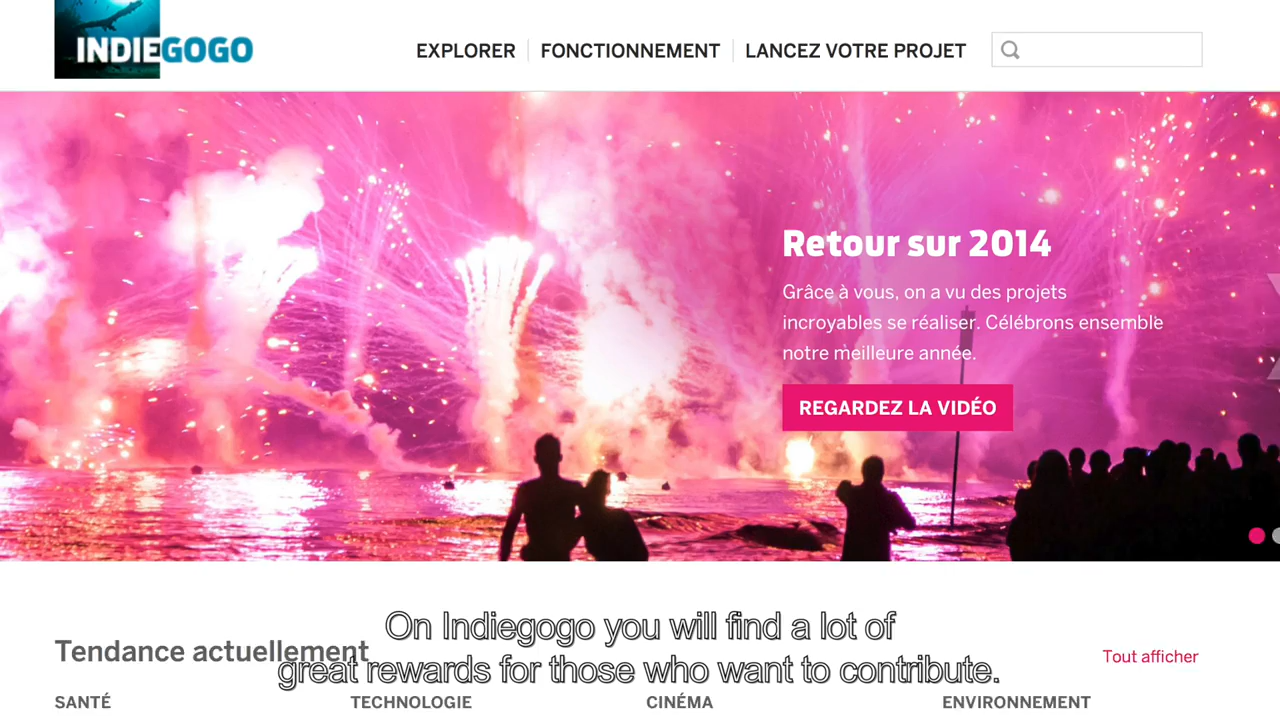 INDIEGOGO
EXPLORER
FONCTIONNEMENT
LANCEZ VOTRE PROJET
Retour sur 2014
Grâce à vous, on a vu des projets
incroyables se réaliser. Célébrons ensemble
notre meilleure année.
REGARDEZ LA VIDÉO
On Indiegogo you will find a lot of
great rewards for those who want to contribute.
Tendance actuellement
Tout afficher
SANTÉ
TECHNOLOGIE
CINÉMA
ENVIRONNEMENT